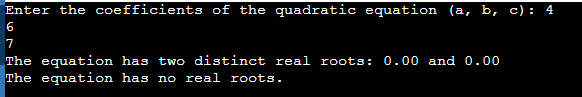 Enter the coefficients of the quadratic equation (a, b, c): 4
6
7
The equation has two distinct real roots: 0.00 and 0.00
The equation has no real roots.